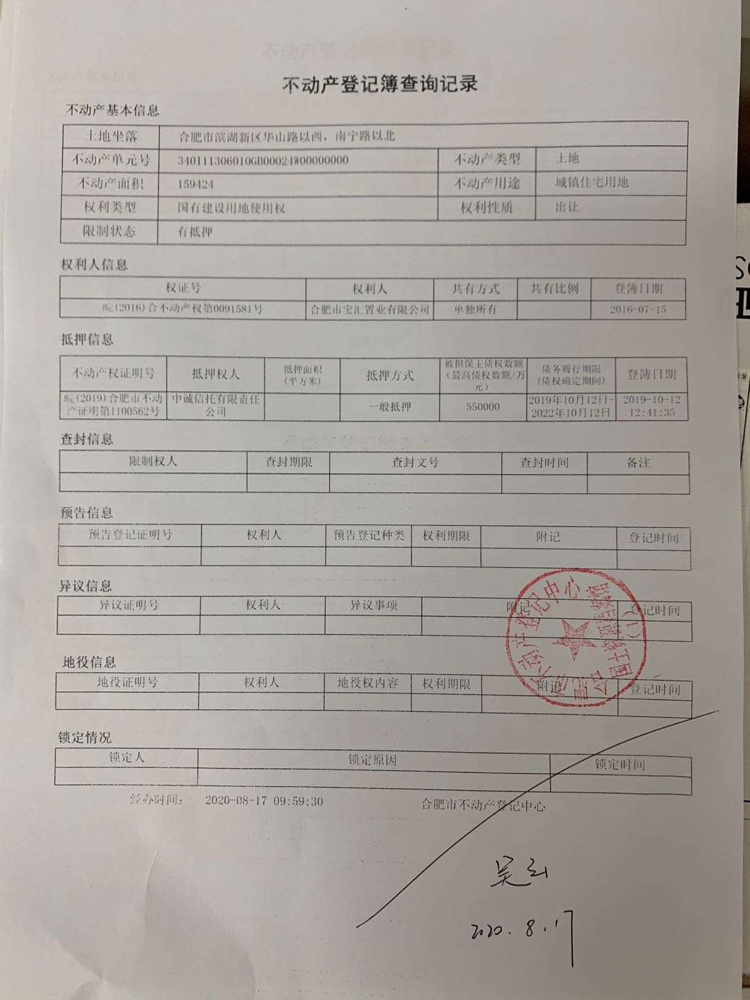 不动产登记簿查询记录
不动产基本信息
土地坐落 合肥市滨湖新区华山路以西，南宁路以北
不动产单元号 340111306010GB00024W00000000 不动产类型 土地
不动产面积 159424 不动产用途 城镇住宅用地
权利类型 国有建设用地使用权 权利性质 出让
限制状态 有抵押
权利人信息
权证号 权利人 共有方式 共有比例 登簿日期
皖(2016)合不动产权第0091581号 合肥市宝汇置业有限公司 单独所有 2016-07-15
抵押信息
不动产权证明号 抵押权人 抵押面积(平方米) 抵押方式 被担保主债权数额(最高债权数额/万元) 债务履行期限(债权确定期间) 登簿日期
皖(2019)合肥市不动产证明第1100562号 中诚信托有限责任公司 一般抵押 550000 2019年10月12日-2022年10月12日 2019-10-12 12:41:35
查封信息
限制权人 查封期限 查封文号 查封时间 备注
预告信息
预告登记证明号 权利人 预告登记种类 权利期限 附记 登记时间
异议信息
异议证明号 权利人 异议事项 附记 登记时间
地役信息
地役证明号 权利人 地役权内容 权利期限 附记 登记时间
锁定情况
锁定人 锁定原因 锁定时间
经办时间： 2020-08-17 09:59:30 合肥市不动产登记中心
2020.8.17